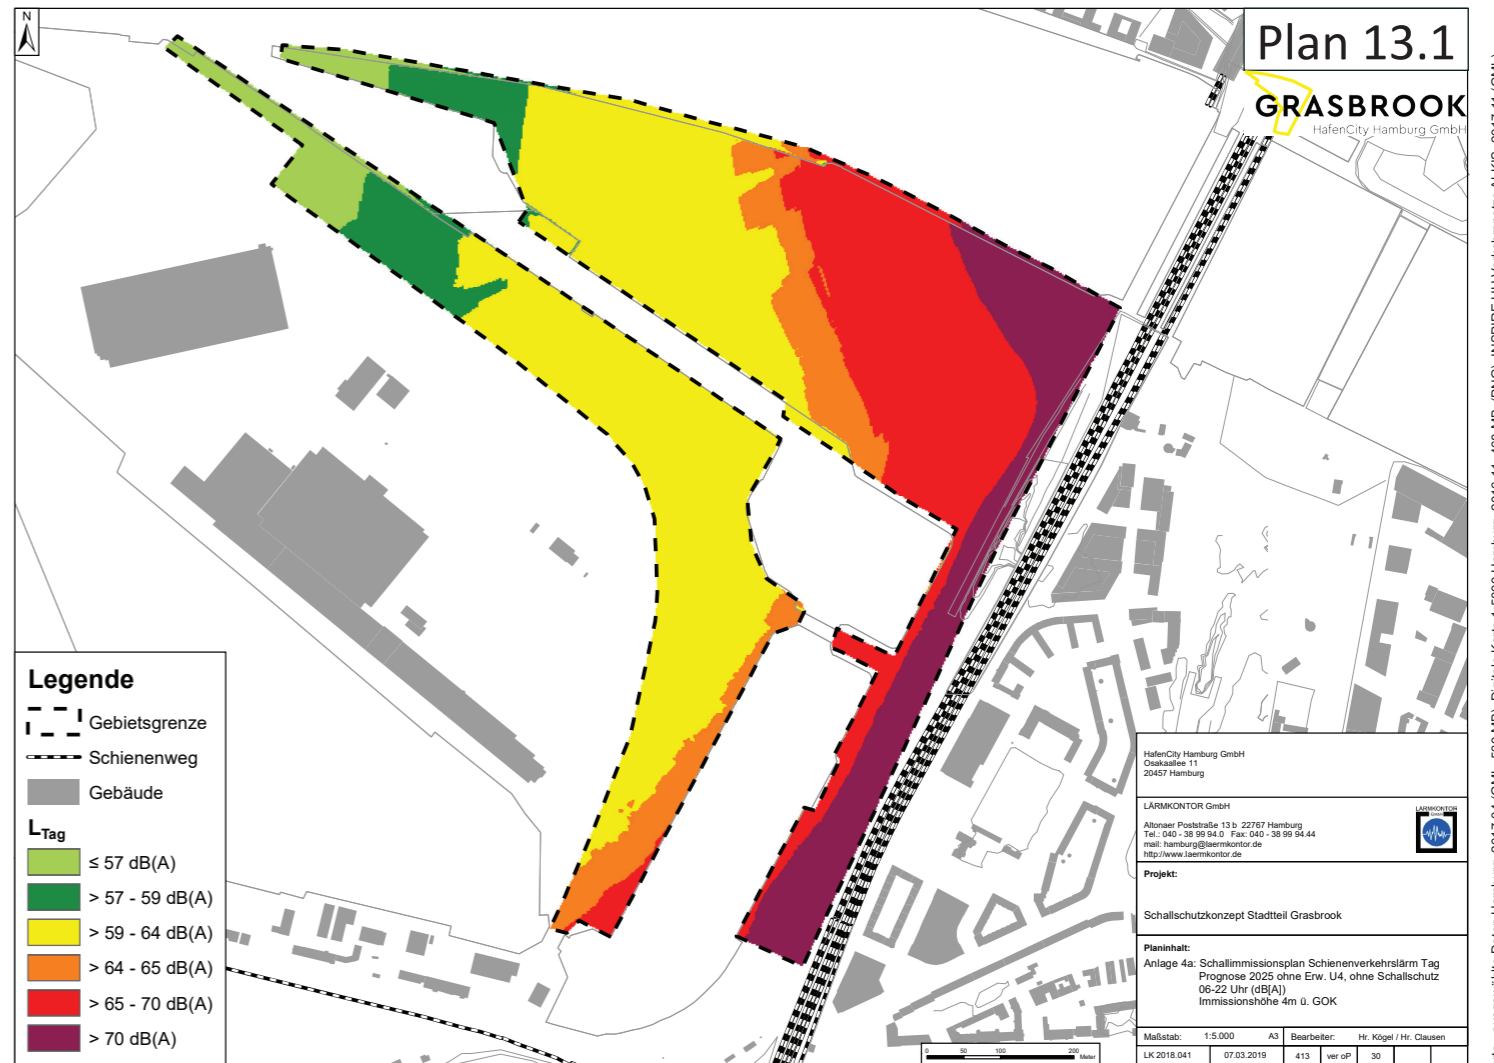 N
Plan 13.1
GRASBROOK
HafenCity Hamburg GmbH
Legende
Gebietsgrenze
Schienenweg
Gebäude
LTag
≤ 57 dB(A)
> 57 - 59 dB(A)
> 59 - 64 dB(A)
> 64 - 65 dB(A)
> 65 - 70 dB(A)
> 70 dB(A)
HafenCity Hamburg GmbH
Osakaallee 11
20457 Hamburg
LÄRMKONTOR GmbH
Altonaer Poststraße 13 b 22767 Hamburg
Tel.: 040 - 38 99 94.0 Fax: 040 - 38 99 94.44
mail: hamburg@laermkontor.de
http://www.laermkontor.de
LÄRMKONTOR
GmbH
Projekt:
Schallschutzkonzept Stadtteil Grasbrook
Planinhalt:
Anlage 4a: Schallimmissionsplan Schienenverkehrslärm Tag
Prognose 2025 ohne Erw. U4, ohne Schallschutz
06-22 Uhr (dB[A])
Immissionshöhe 4m ü. GOK
Maßstab: 1:5.000 A3 Bearbeiter: Hr. Kögel / Hr. Clausen
LK 2018.041 07.03.2019 413 ver oP 30
0 50 100 200
Meter